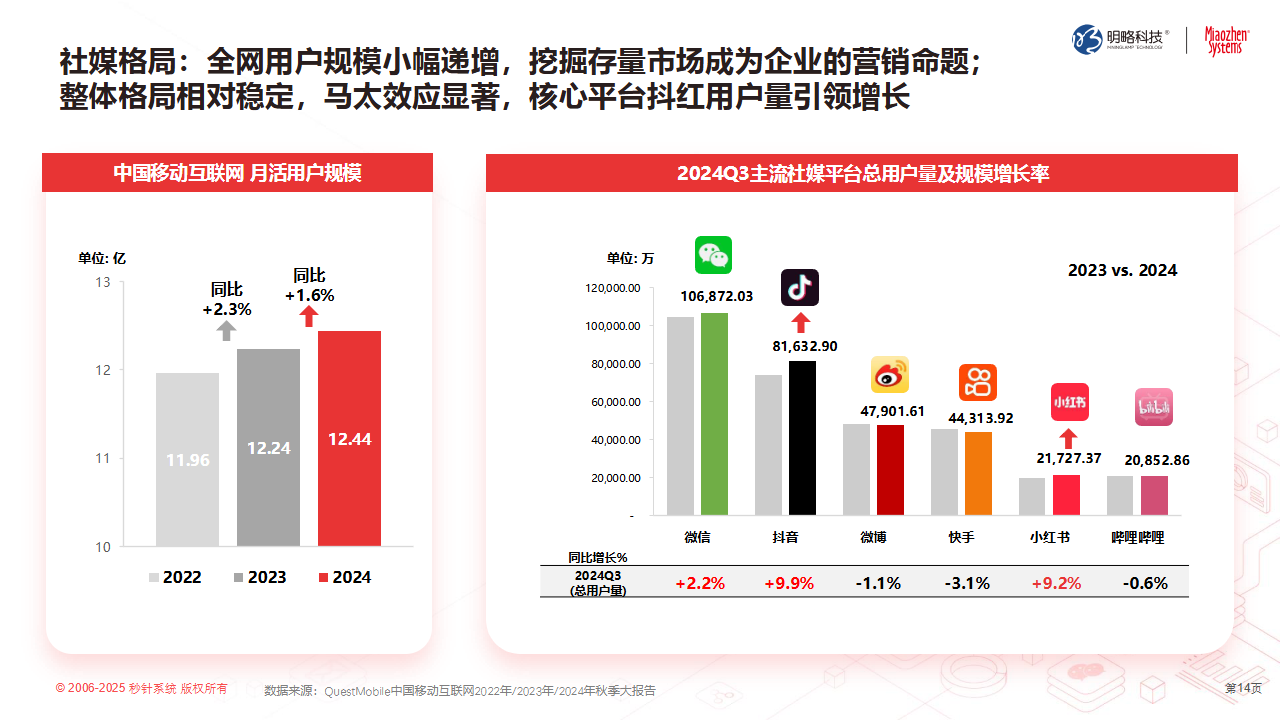 明略科技®
MININGLAMP TECHNOLOGY
Miaozhen®
Systems
社媒格局：全网用户规模小幅递增，挖掘存量市场成为企业的营销命题；
整体格局相对稳定，马太效应显著，核心平台抖红用户量引领增长
中国移动互联网 月活用户规模
单位: 亿
13
12
11
10
同比
+2.3%
同比
+1.6%
11.96
12.24
12.44
2022
2023
2024
2024Q3主流社媒平台总用户量及规模增长率
单位: 万
2023 vs. 2024
120,000.00
100,000.00
80,000.00
60,000.00
40,000.00
20,000.00
-
106,872.03
81,632.90
47,901.61
44,313.92
小红书
21,727.37
bilibili
20,852.86
微信
抖音
微博
快手
小红书
哔哩哔哩
同比增长%
2024Q3
(总用户量)
+2.2%
+9.9%
-1.1%
-3.1%
+9.2%
-0.6%
© 2006-2025 秒针系统 版权所有
数据来源：QuestMobile中国移动互联网2022年/2023年/2024年秋季大报告
第14页